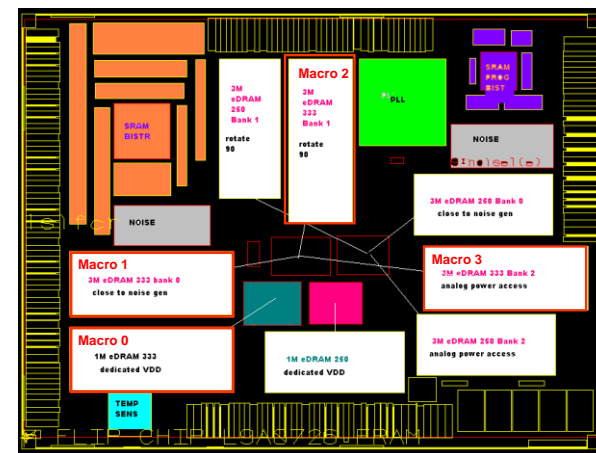 3M
eDRAM
250
Bank 1
rotate
90
Macro 2
3M
eDRAM
333
Bank 1
rotate
90
PLL
SRAM
PROG
BIST
SRAM
BISTR
NOISE
NOISE
3M eDRAM 250 Bank 0
close to noise gen
Macro 1
3M eDRAM 333 bank 0
close to noise gen
Macro 3
3M eDRAM 333 Bank 2
analog power access
Macro 0
1M eDRAM 333
dedicated VDD
1M eDRAM 250
dedicated VDD
3M eDRAM 250 Bank 2
analog power access
TEMP
SENS
FLIP CHIP